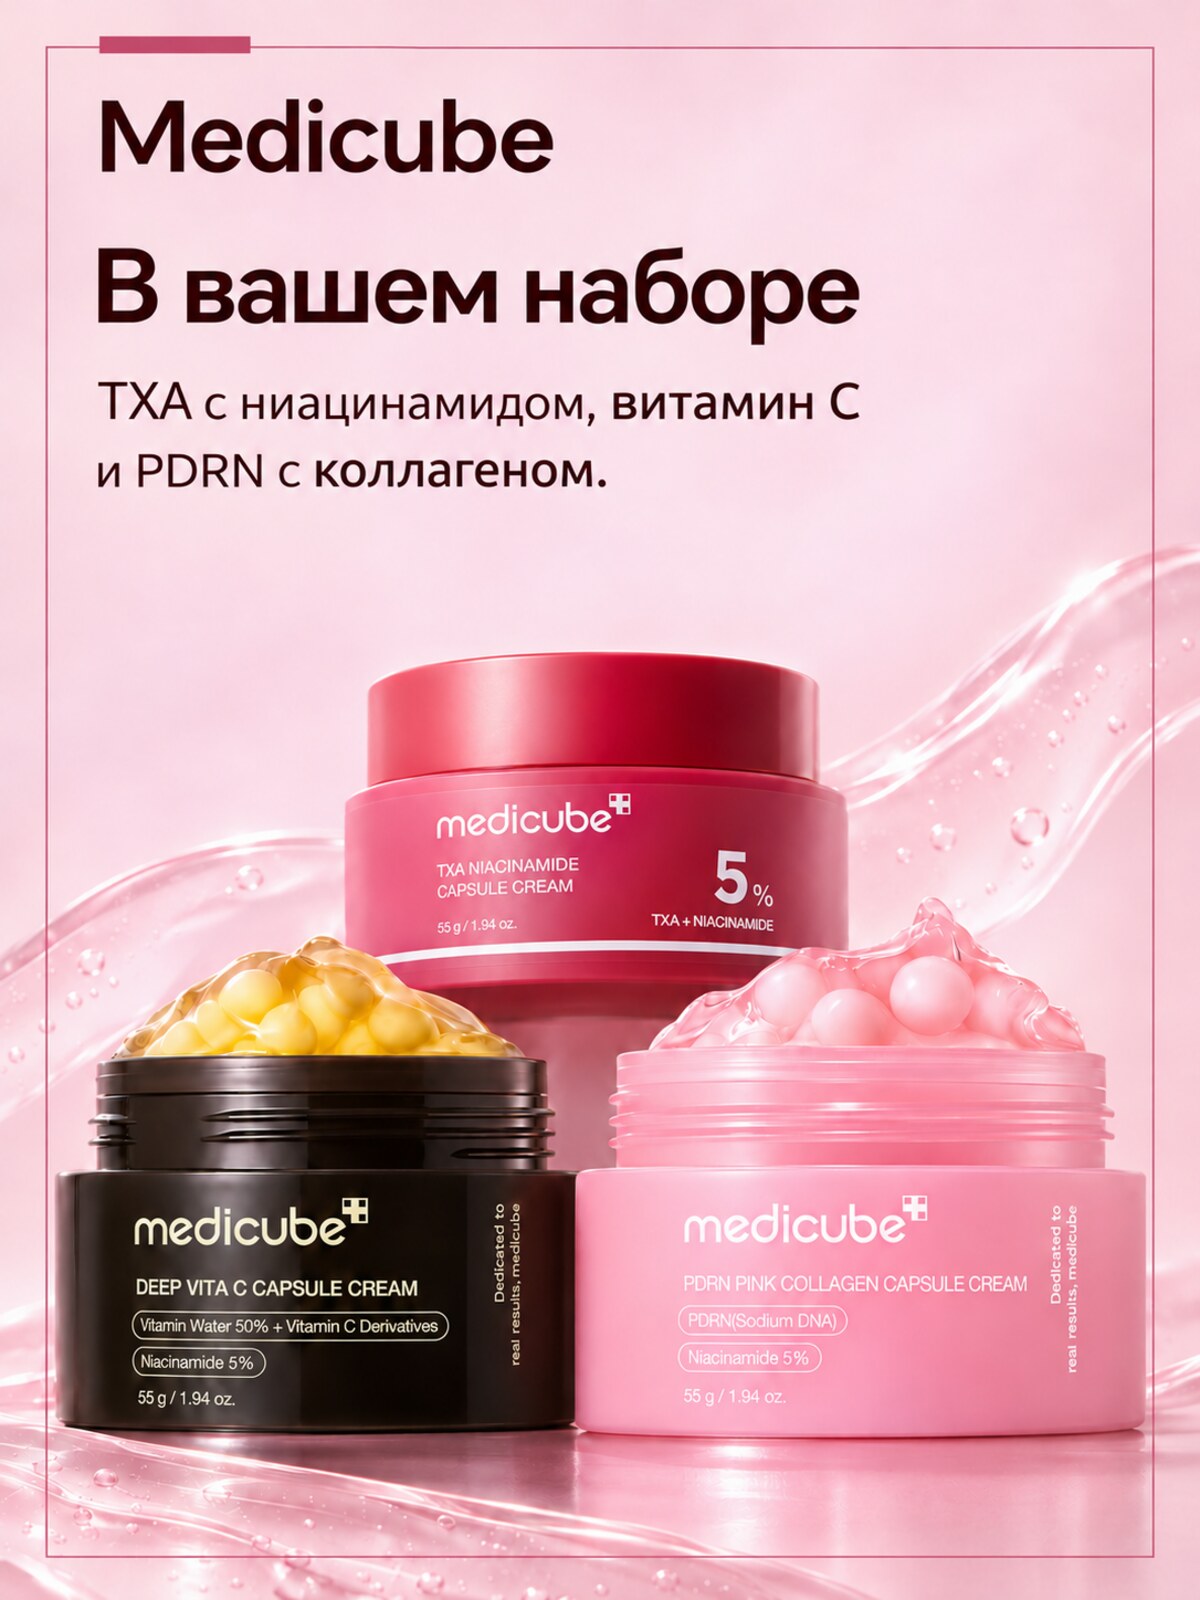 Medicube
В вашем наборе
TXA с ниацинамидом, витамин C
и PDRN с коллагеном.
medicube
TXA NIACINAMIDE
CAPSULE CREAM
55 g / 1.94 oz.
5 %
TXA + NIACINAMIDE
medicube
DEEP VITA C CAPSULE CREAM
Vitamin Water 50% + Vitamin C Derivatives
Niacinamide 5%
55 g / 1.94 oz.
Dedicated to
real results, medicube
medicube
PDRN PINK COLLAGEN CAPSULE CREAM
PDRN(Sodium DNA)
Niacinamide 5%
55 g / 1.94 oz.
Dedicated to
real results, medicube